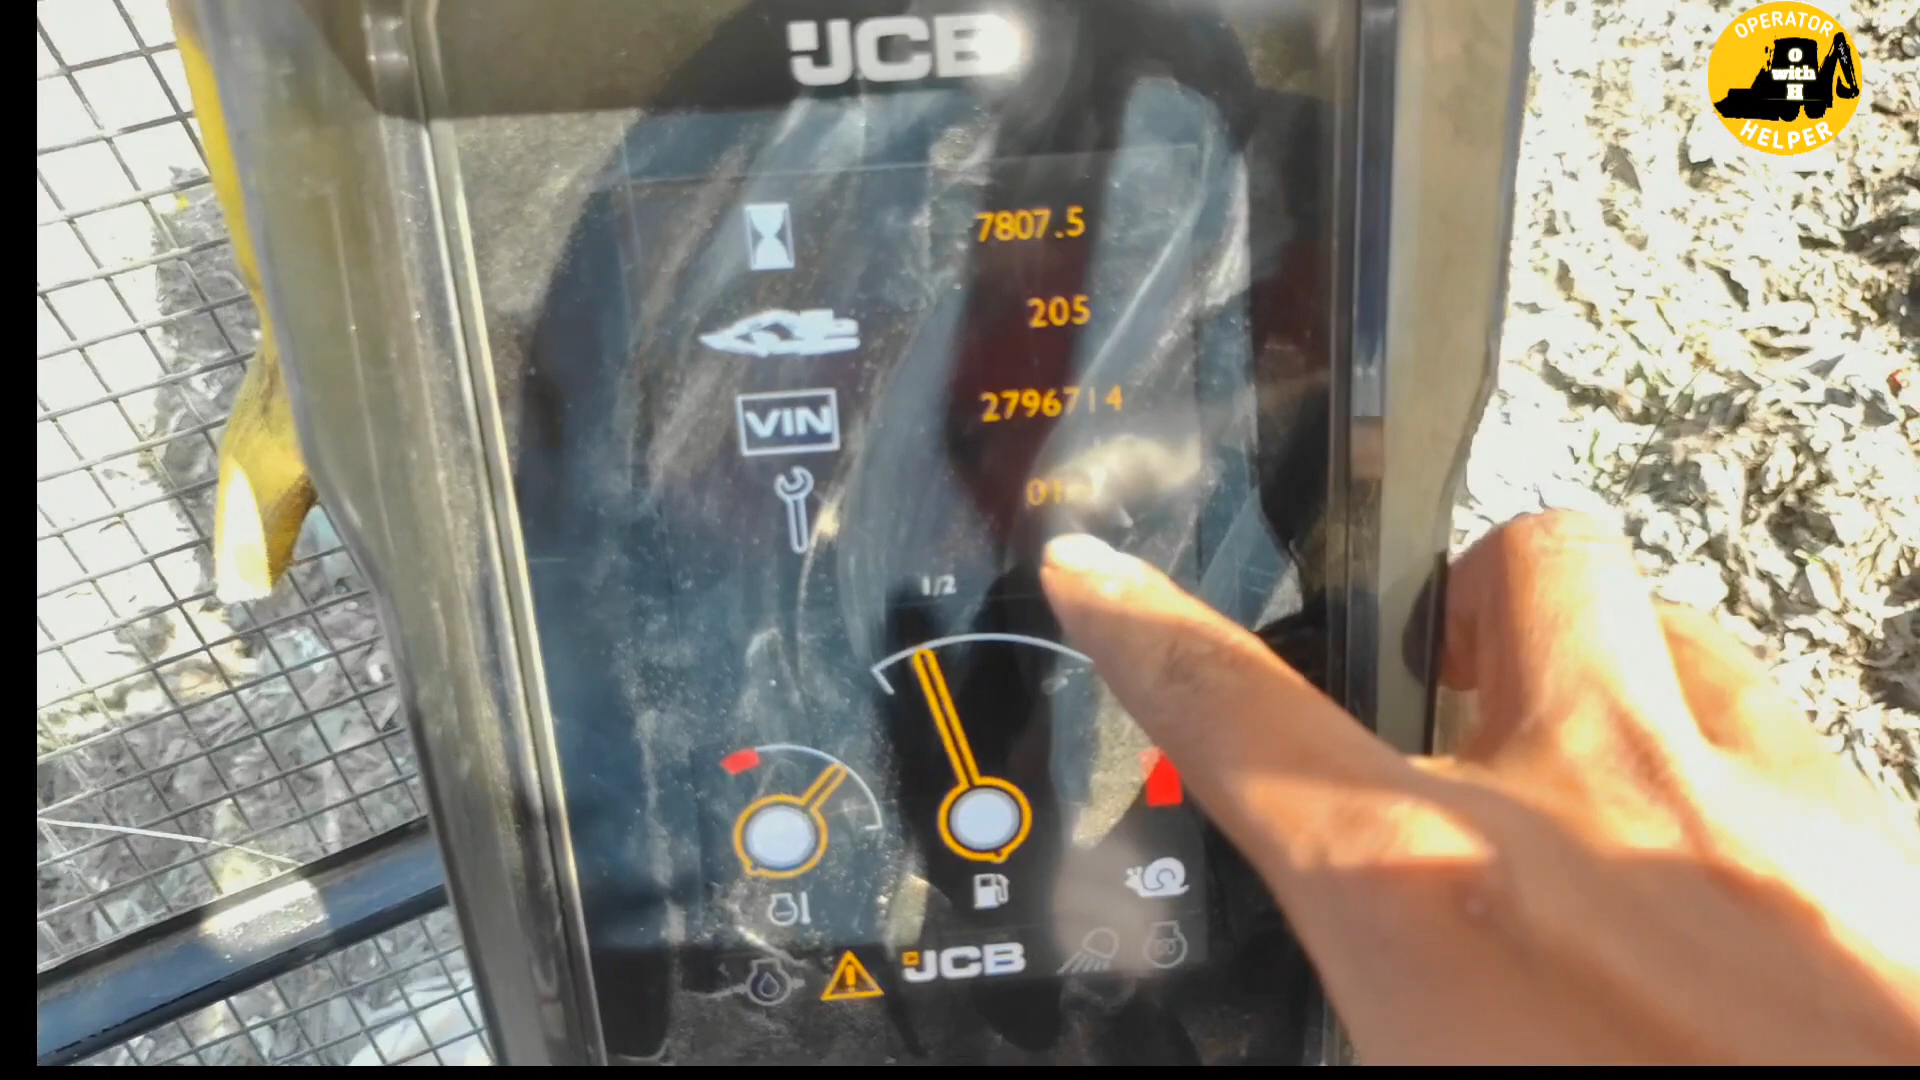 JCB
OPERATOR
O
with
H
HELPER
7807.5
205
2796714
VIN
1/2
JCB